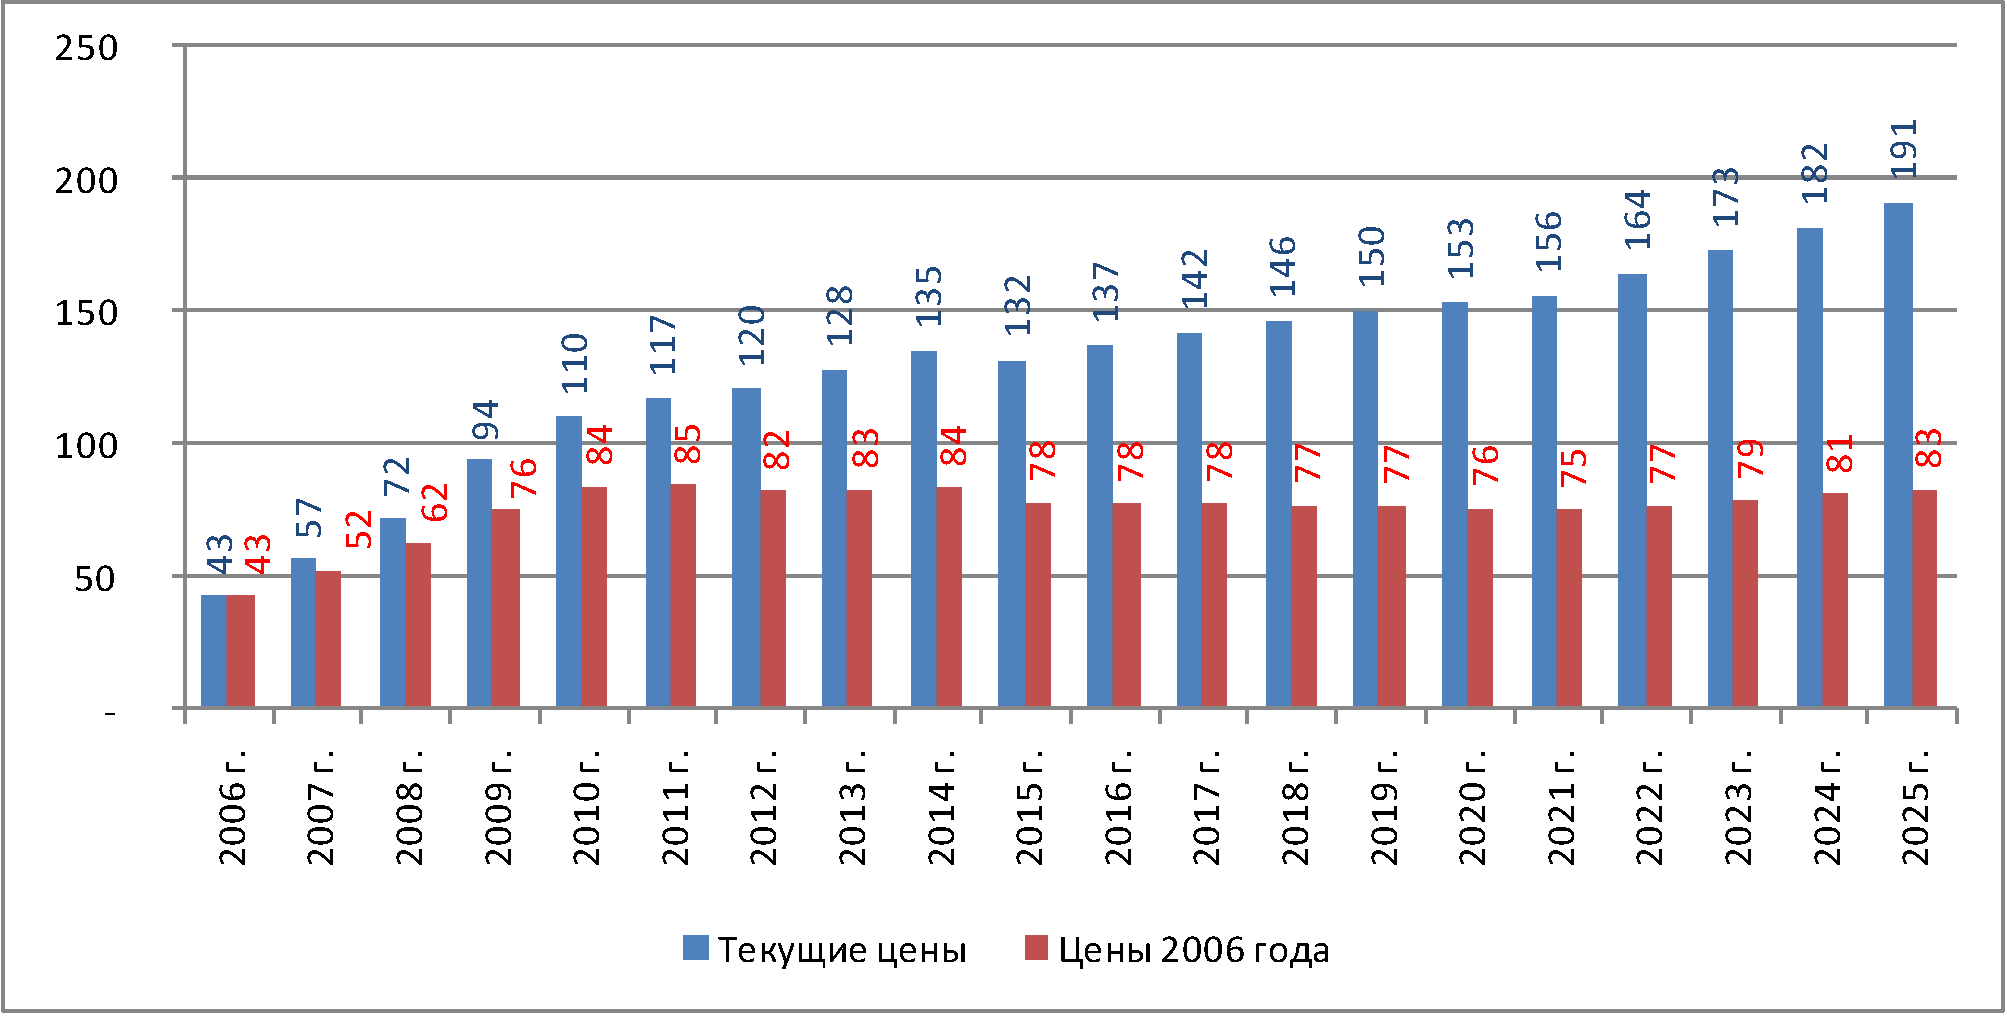 250
200
150
100
50
-
43 57 72 94 110 117 120 128 135 132 137 142 146 150 153 156 164 173 182 191
43 52 62 76 84 85 82 83 84 78 78 78 77 77 76 75 77 79 81 83
2006 г.
2007 г.
2008 г.
2009 г.
2010 г.
2011 г.
2012 г.
2013 г.
2014 г.
2015 г.
2016 г.
2017 г.
2018 г.
2019 г.
2020 г.
2021 г.
2022 г.
2023 г.
2024 г.
2025 г.
Текущие цены
Цены 2006 года